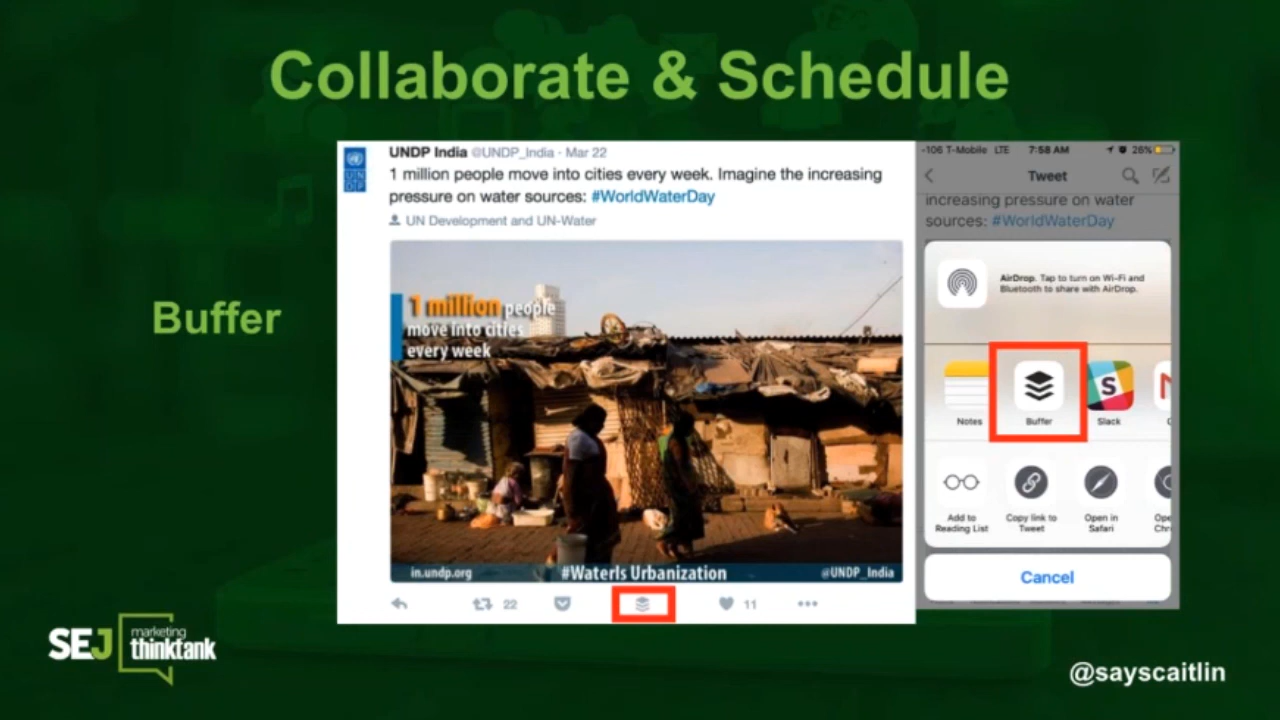 Collaborate & Schedule
Buffer
UNDP India @UNDP_India · Mar 22
1 million people move into cities every week. Imagine the increasing
pressure on water sources: #WorldWaterDay
UN Development and UN-Water
UN
DP
1 million people
move into cities
every week
in.undp.org #WaterIs Urbanization @UNDP_India
22 11
-106 T-Mobile LTE 7:58 AM 26%
Tweet
increasing pressure on water
sources: #WorldWaterDay
AirDrop. Tap to turn on Wi-Fi and
Bluetooth to share with AirDrop.
Notes Buffer Slack
Add to
Reading List
Copy link to
Tweet
Open in
Safari
Ope
Chr
Cancel
SEJ marketing
thinktank
@sayscaitlin